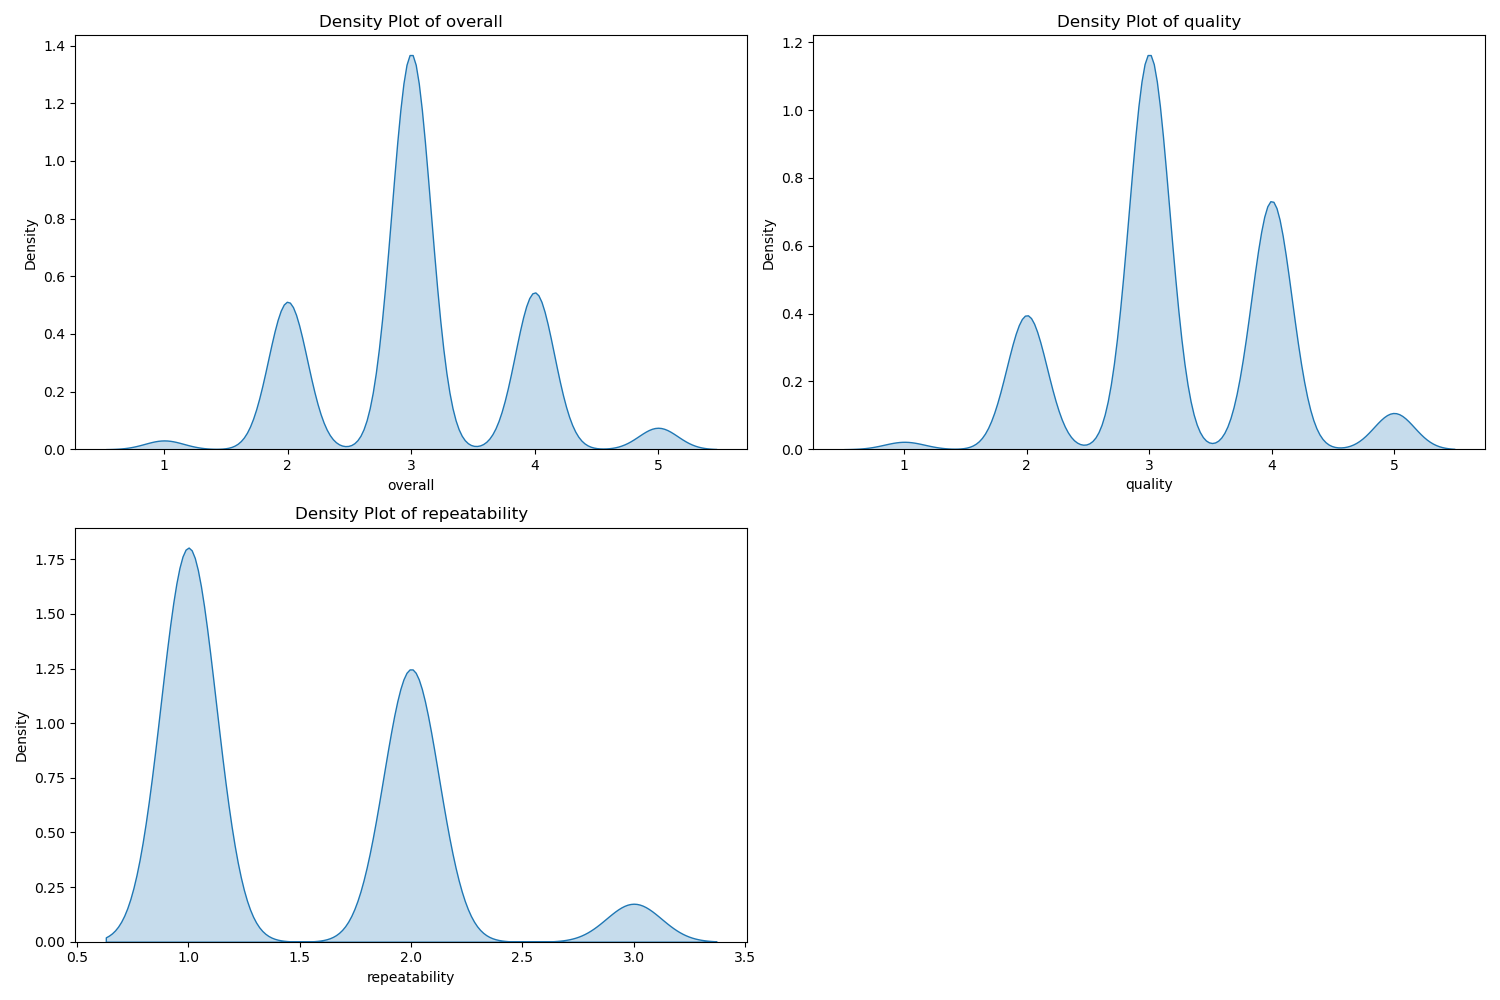 Density Plot of overall
1.4
1.2
1.0
0.8
0.6
0.4
0.2
0.0
Density
1 2 3 4 5
overall
Density Plot of quality
1.2
1.0
0.8
0.6
0.4
0.2
0.0
Density
1 2 3 4 5
quality
Density Plot of repeatability
1.75
1.50
1.25
1.00
0.75
0.50
0.25
0.00
Density
0.5 1.0 1.5 2.0 2.5 3.0 3.5
repeatability